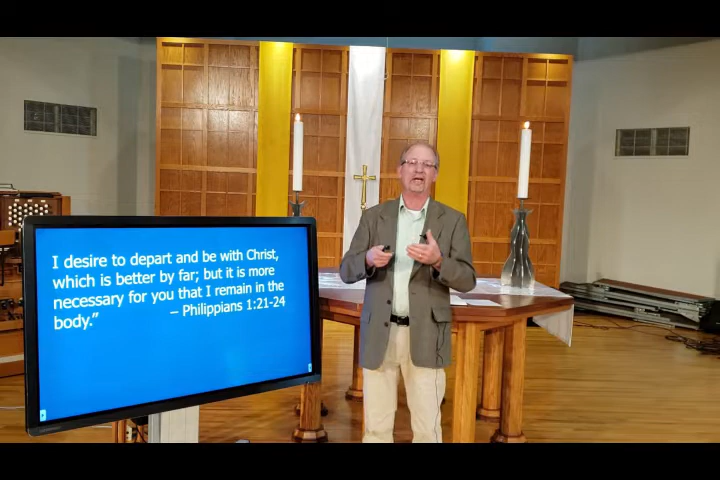 I desire to depart and be with Christ,
which is better by far; but it is more
necessary for you that I remain in the
body.”
– Philippians 1:21-24